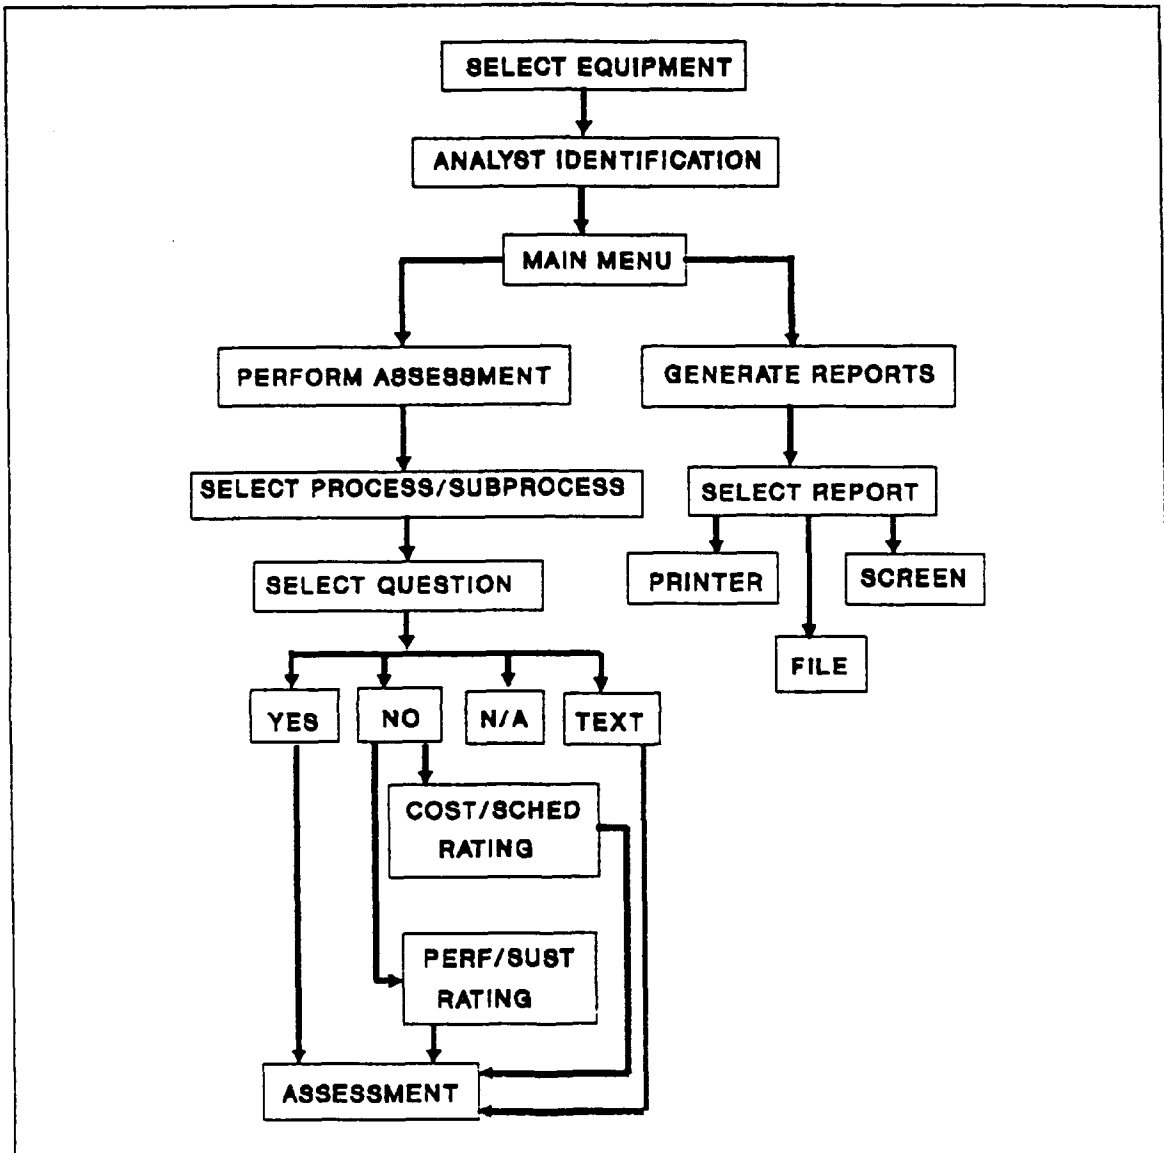 SELECT EQUIPMENT
ANALYST IDENTIFICATION
MAIN MENU
PERFORM ASSESSMENT
GENERATE REPORTS
SELECT PROCESS/SUBPROCESS
SELECT REPORT
SELECT QUESTION
PRINTER
SCREEN
FILE
YES
NO
N/A
TEXT
COST/SCHED
RATING
PERF/SUST
RATING
ASSESSMENT